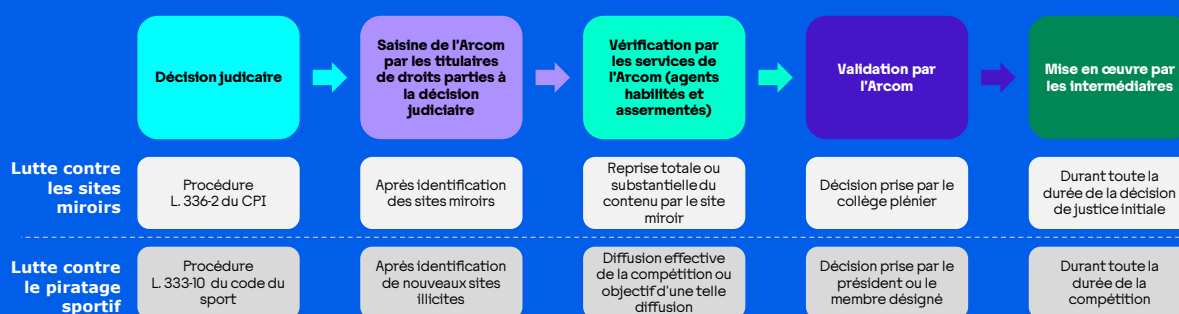 Décision judicaire
Saisine de l'Arcom
par les titulaires
de droits parties à
la décision
judiciaire
Vérification par
les services de
l'Arcom (agents
habilités et
assermentés)
Validation par
l'Arcom
Mise en œuvre par
les intermédiaires
Lutte contre
les sites
miroirs
Procédure
L. 336-2 du CPI
Après identification
des sites miroirs
Reprise totale ou
substantielle du
contenu par le site
miroir
Décision prise par le
collège plénier
Durant toute la
durée de la décision
de justice initiale
Lutte contre
le piratage
sportif
Procédure
L. 333-10 du code du
sport
Après identification
de nouveaux sites
illicites
Diffusion effective
de la compétition ou
objectif d'une telle
diffusion
Décision prise par le
président ou le
membre désigné
Durant toute la
durée de la
compétition